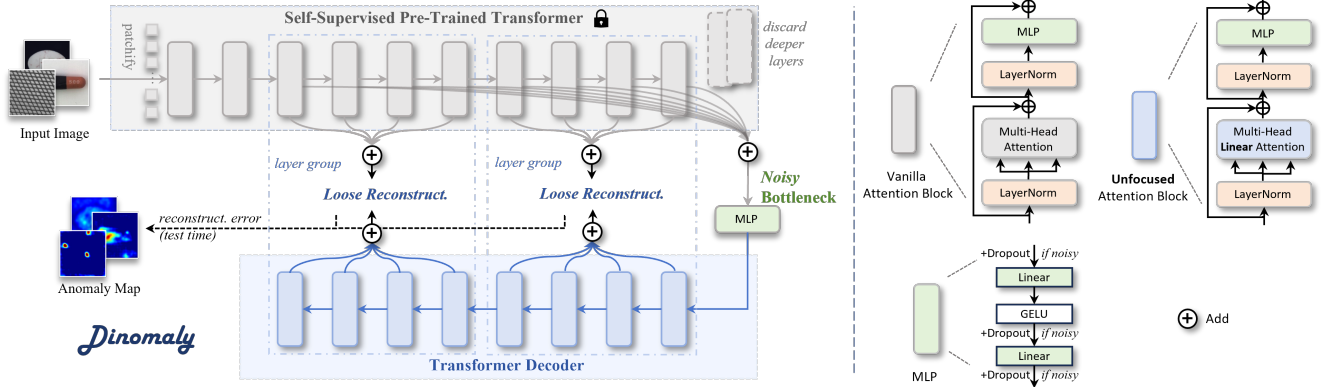 Self-Supervised Pre-Trained Transformer
patchify
discard
deeper
layers
Input Image
layer group
layer group
Loose Reconstruct.
Loose Reconstruct.
Noisy
Bottleneck
MLP
reconstruct. error
(test time)
Anomaly Map
Dinomaly
Transformer Decoder
Vanilla
Attention Block
MLP
LayerNorm
Multi-Head
Attention
LayerNorm
Unfocused
Attention Block
MLP
LayerNorm
Multi-Head
Linear Attention
LayerNorm
MLP
+Dropout if noisy
Linear
GELU
+Dropout if noisy
Linear
+Dropout if noisy
Add